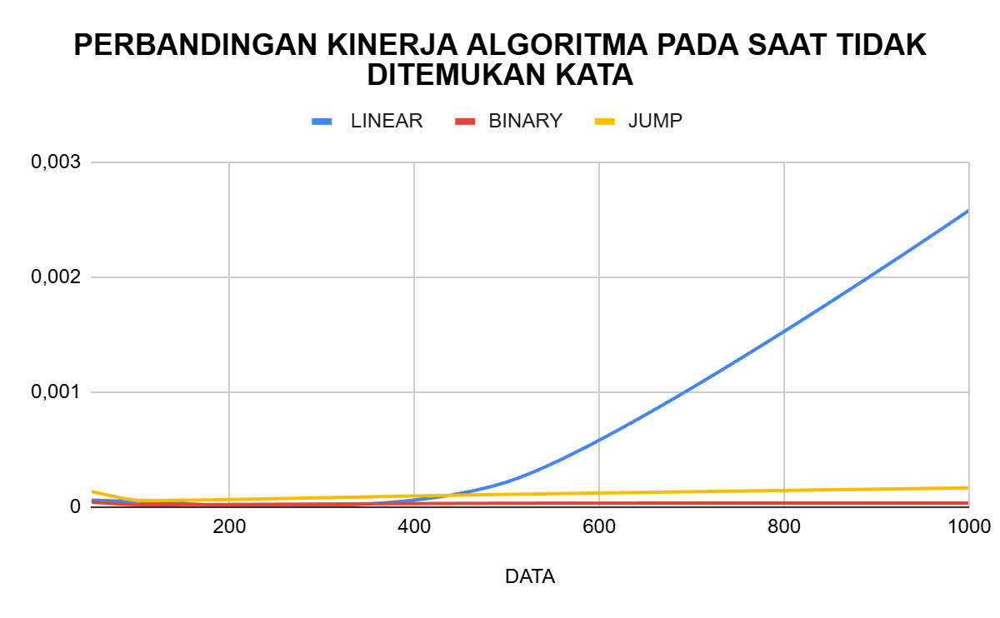 PERBANDINGAN KINERJA ALGORITMA PADA SAAT TIDAK
DITEMUKAN KATA
LINEAR BINARY JUMP
0,003
0,002
0,001
0
200 400 600 800 1000
DATA